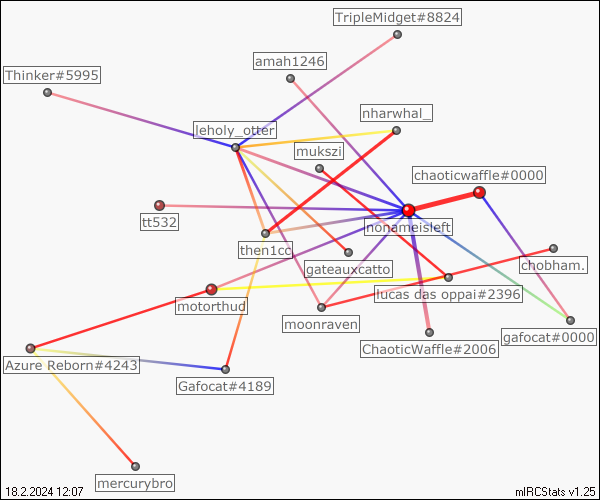 TripleMidget#8824
amah1246
Thinker#5995
nharwhal_
leholy_otter
mukszi
chaoticwaffle#0000
tt532
nonameisleft
then1cc
chobham.
gateauxcatto
lucas das oppai#2396
motorthud
moonraven
gafocat#0000
ChaoticWaffle#2006
Azure Reborn#4243
Gafocat#4189
mercurybro
18.2.2024 12:07
mIRCStats v1.25